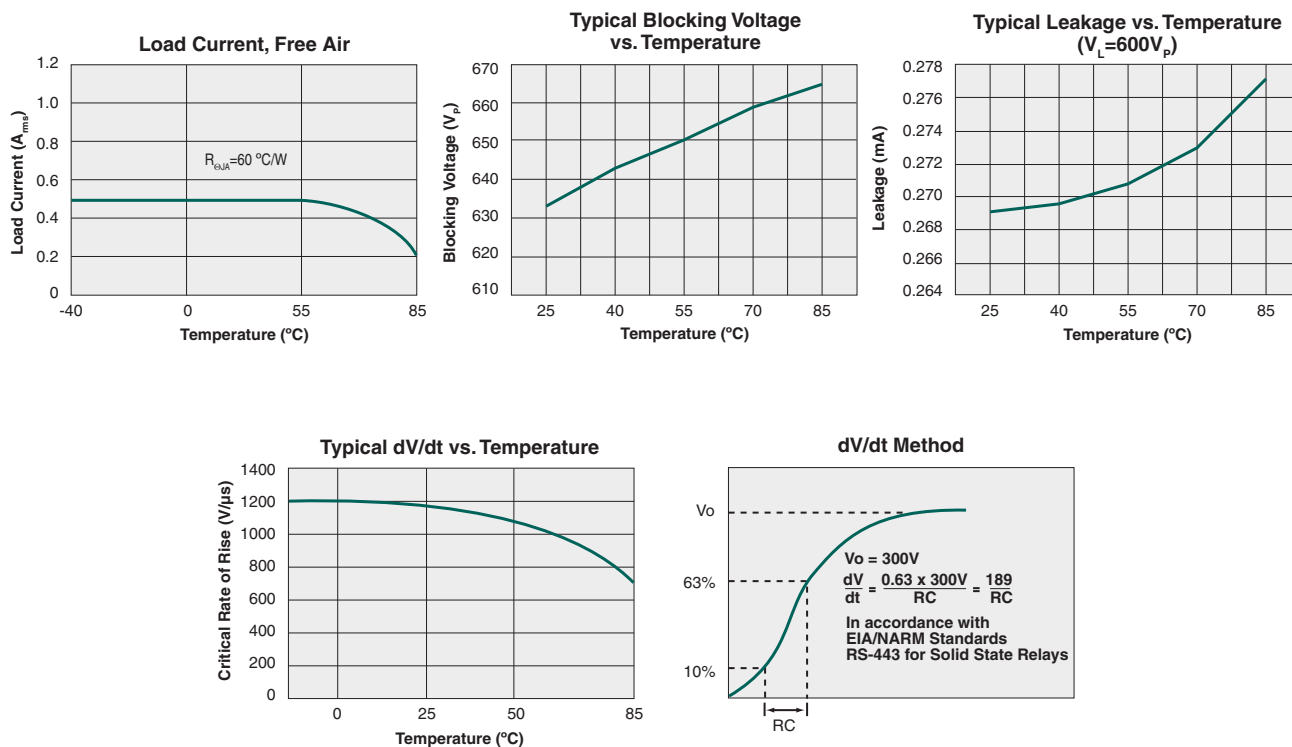 Load Current, Free Air
Load Current (A_rms)
1.2
1.0
0.8
0.6
0.4
0.2
0
R_ΘJA=60 ºC/W
-40 0 55 85
Temperature (ºC)
Typical Blocking Voltage
vs. Temperature
Blocking Voltage (V_P)
670
660
650
640
630
620
610
25 40 55 70 85
Temperature (ºC)
Typical Leakage vs. Temperature
(V_L=600V_P)
Leakage (mA)
0.278
0.276
0.274
0.272
0.270
0.268
0.266
0.264
25 40 55 70 85
Temperature (ºC)
Typical dV/dt vs. Temperature
Critical Rate of Rise (V/µs)
1400
1200
1000
800
600
400
200
0
0 25 50 85
Temperature (ºC)
dV/dt Method
Vo
63%
10%
Vo = 300V
dV/dt = 0.63 x 300V/RC = 189/RC
In accordance with
EIA/NARM Standards
RS-443 for Solid State Relays
RC